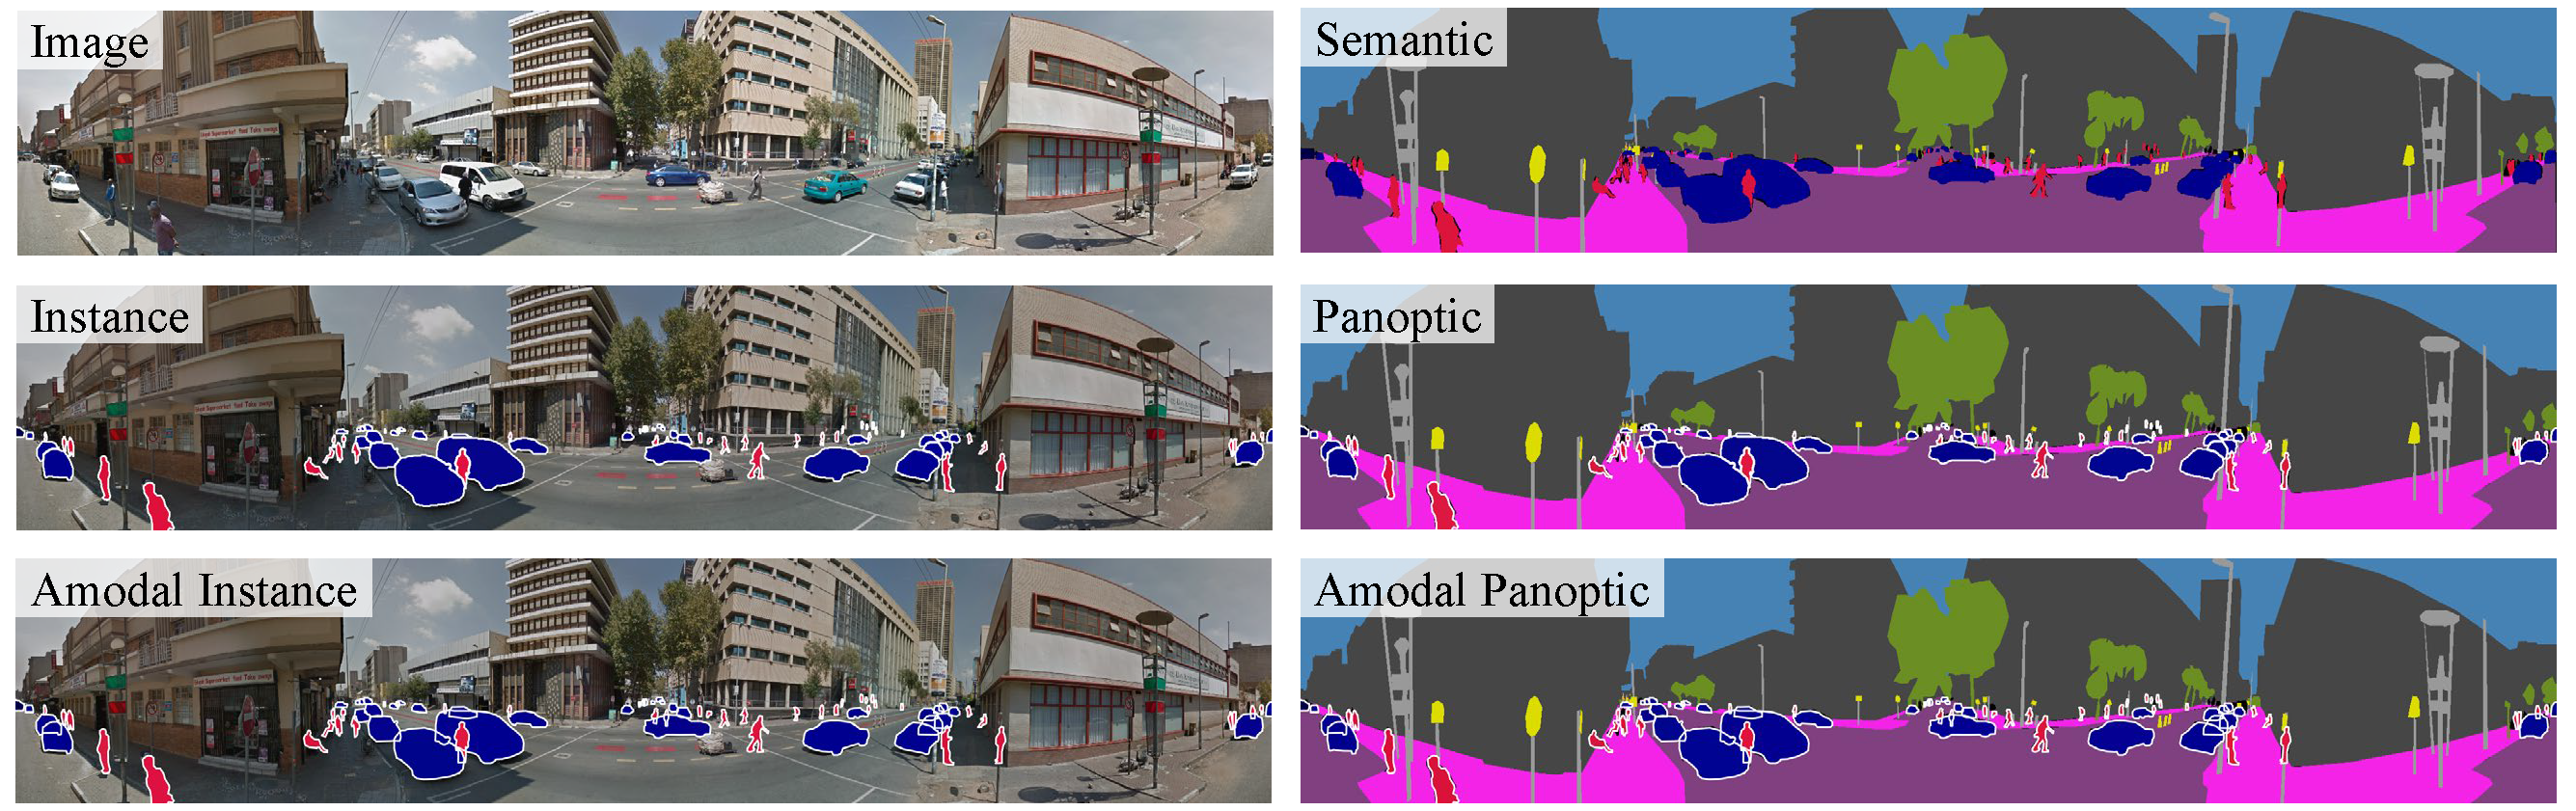 Image
Semantic
Instance
Panoptic
Amodal Instance
Amodal Panoptic